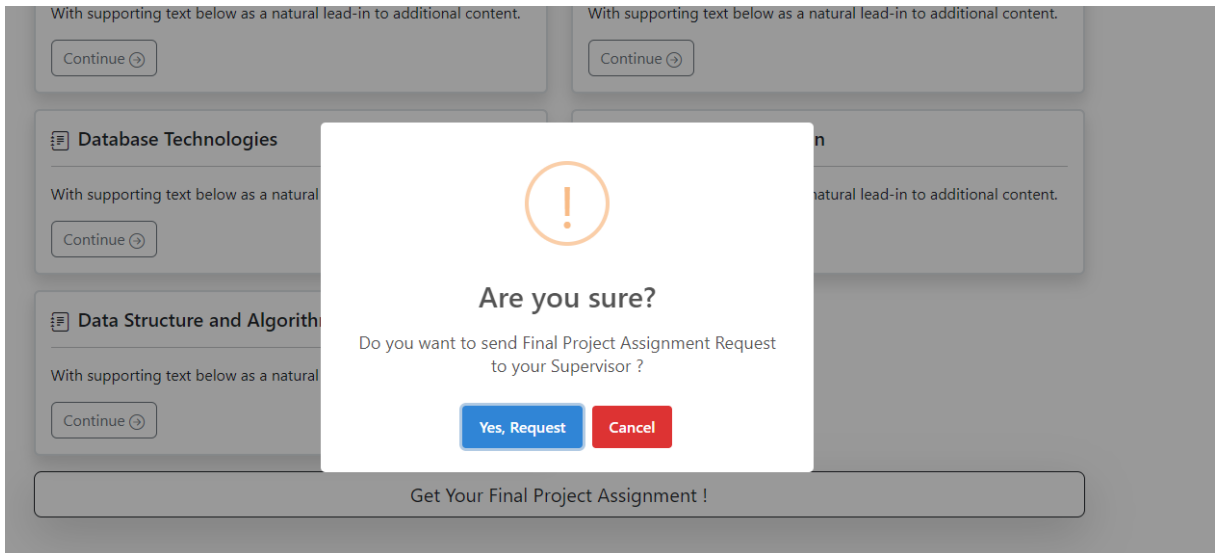 With supporting text below as a natural lead-in to additional content.
With supporting text below as a natural lead-in to additional content.
Continue
Continue
Database Technologies
n
With supporting text below as a natural
natural lead-in to additional content.
Continue
!
Are you sure?
Data Structure and Algorith
Do you want to send Final Project Assignment Request
to your Supervisor ?
With supporting text below as a natural
Continue
Yes, Request
Cancel
Get Your Final Project Assignment !